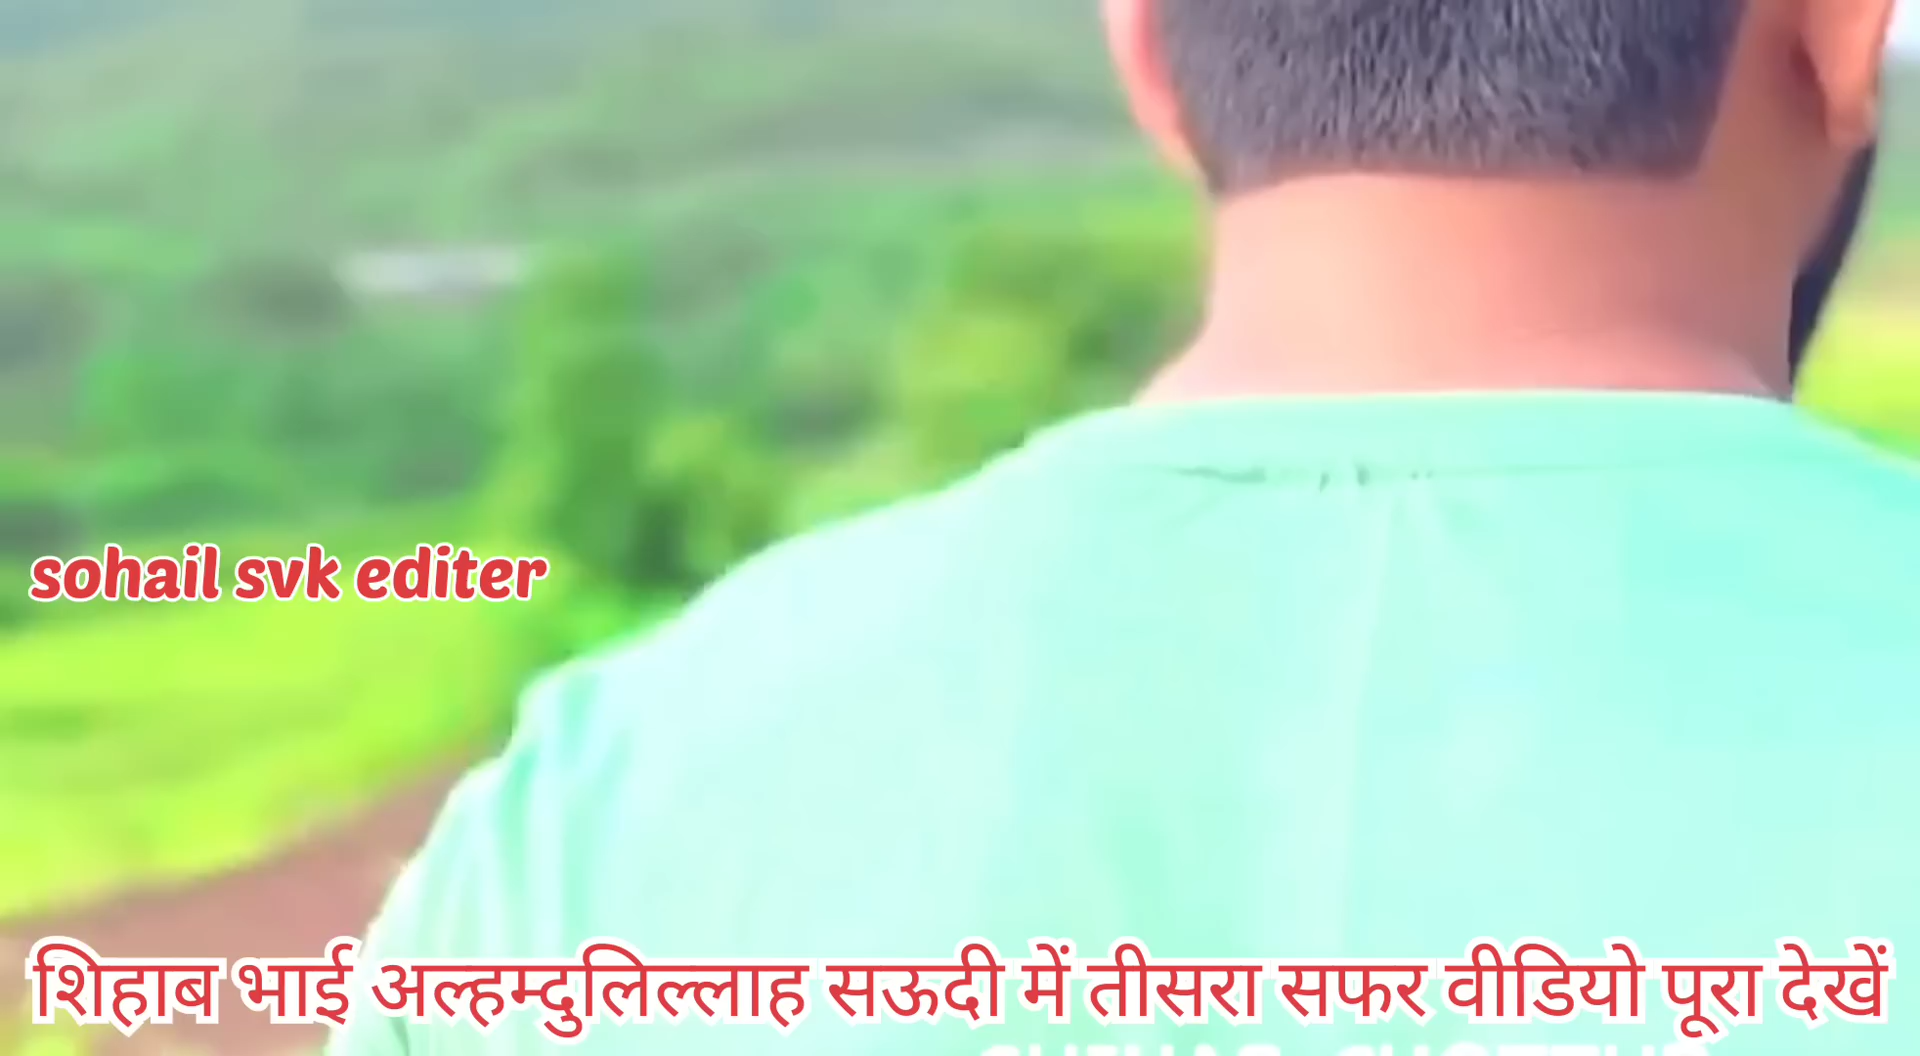 sohail svk editer
शिहाब भाई अल्हम्दुलिल्लाह सऊदी में तीसरा सफर वीडियो पूरा देखें